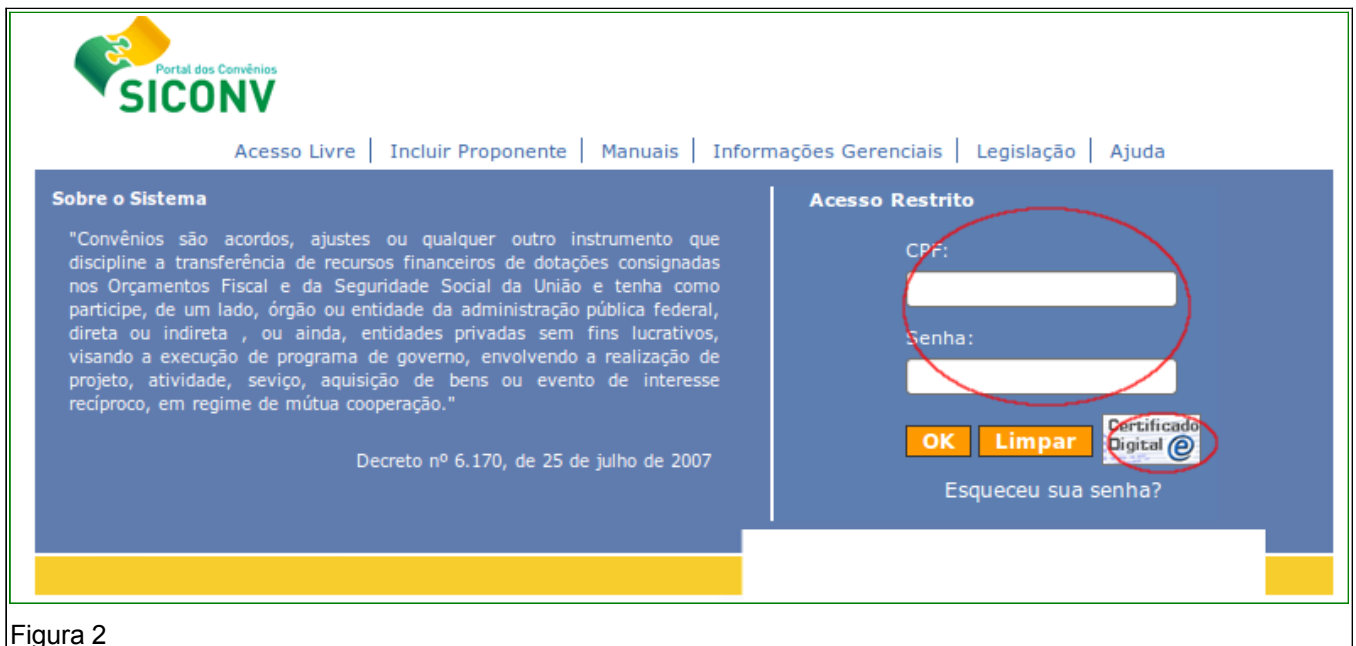 Portal dos Convênios
SICONV
Acesso Livre | Incluir Proponente | Manuais | Informações Gerenciais | Legislação | Ajuda
Sobre o Sistema
"Convênios são acordos, ajustes ou qualquer outro instrumento que
discipline a transferência de recursos financeiros de dotações consignadas
nos Orçamentos Fiscal e da Seguridade Social da União e tenha como
participe, de um lado, órgão ou entidade da administração pública federal,
direta ou indireta , ou ainda, entidades privadas sem fins lucrativos,
visando a execução de programa de governo, envolvendo a realização de
projeto, atividade, seviço, aquisição de bens ou evento de interesse
recíproco, em regime de mútua cooperação."
Decreto nº 6.170, de 25 de julho de 2007
Acesso Restrito
CPF:
Senha:
OK Limpar
Certificado
Digital e
Esqueceu sua senha?
Figura 2